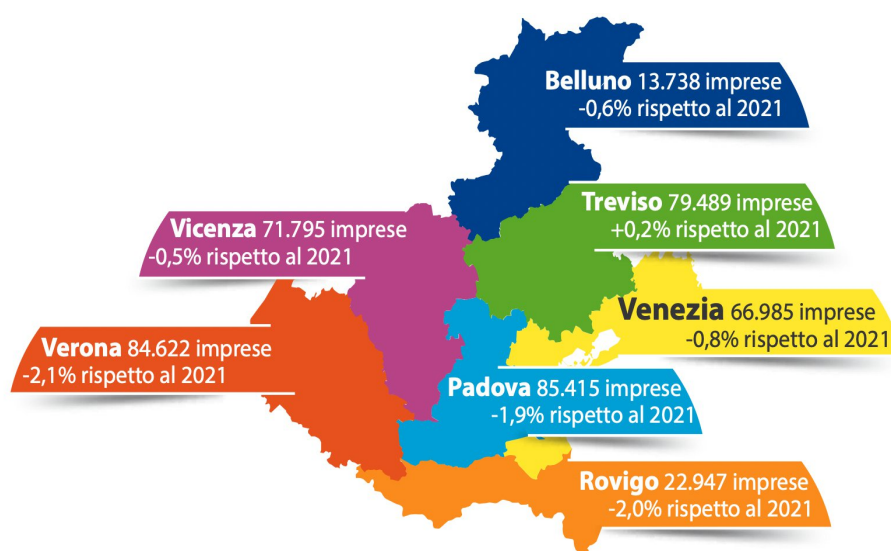 Belluno 13.738 imprese
-0,6% rispetto al 2021
Treviso 79.489 imprese
+0,2% rispetto al 2021
Vicenza 71.795 imprese
-0,5% rispetto al 2021
Venezia 66.985 imprese
-0,8% rispetto al 2021
Verona 84.622 imprese
-2,1% rispetto al 2021
Padova 85.415 imprese
-1,9% rispetto al 2021
Rovigo 22.947 imprese
-2,0% rispetto al 2021